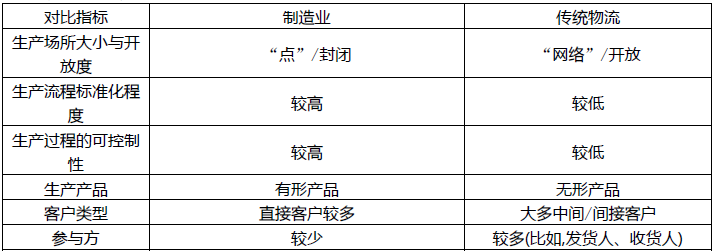 对比指标 制造业 传统物流
生产场所大小与开
放度 “点”/封闭 “网络”/开放
生产流程标准化程
度 较高 较低
生产过程的可控制
性 较高 较低
生产产品 有形产品 无形产品
客户类型 直接客户较多 大多中间/间接客户
参与方 较少 较多(比如,发货人、收货人)